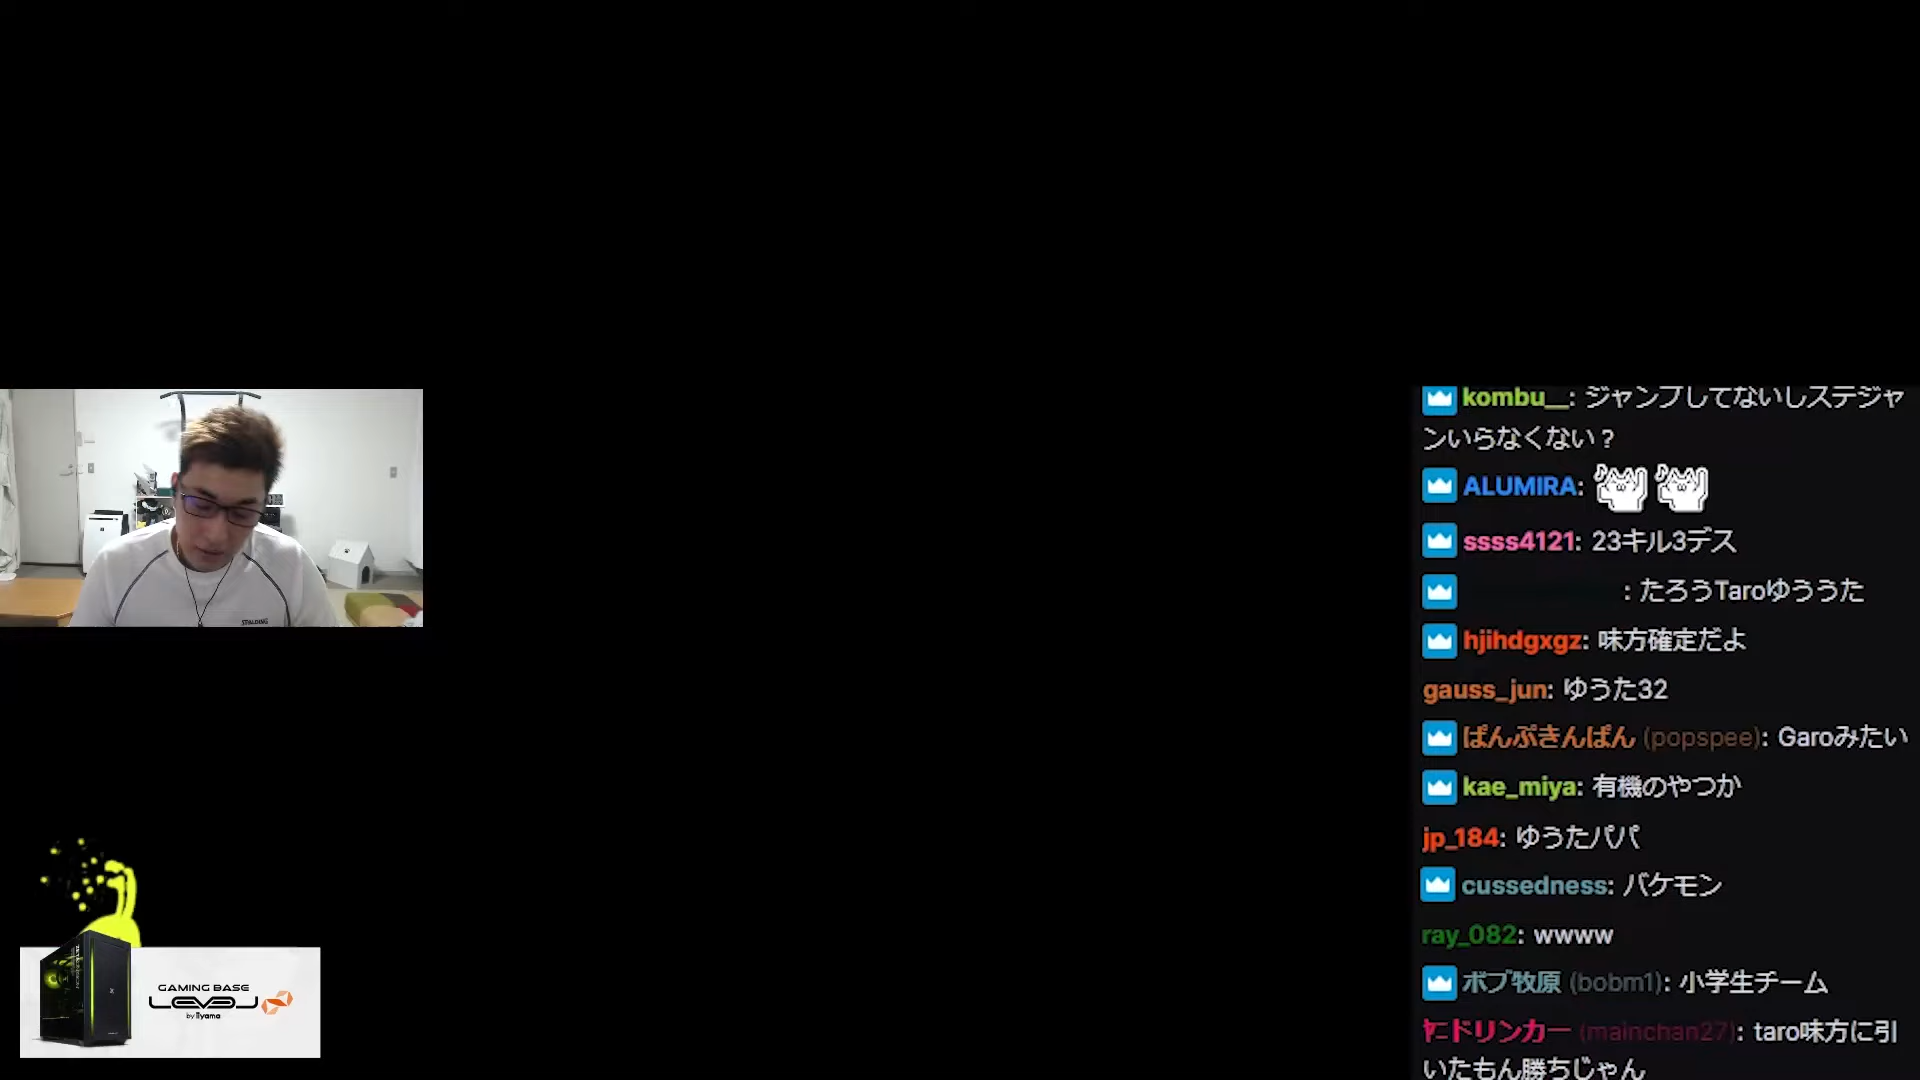 kombu__: ジャンプしてないしステジャ
ンいらなくない？
ALUMIRA:
ssss4121: 23キル3デス
: たろうTaroゆううた
hjihdgxgz: 味方確定だよ
gauss_jun: ゆうた32
ぱんぷきんぱん (popspee): Garoみたい
kae_miya: 有機のやつか
jp_184: ゆうたパパ
cussedness: バケモン
ray_082: wwww
ボブ牧原 (bobm1): 小学生チーム
ﾔﾆドリンカー (mainchan27): taro味方に引
いたもん勝ちじゃん
SPALDING
GAMING BASE
LEVEL
by iiyama